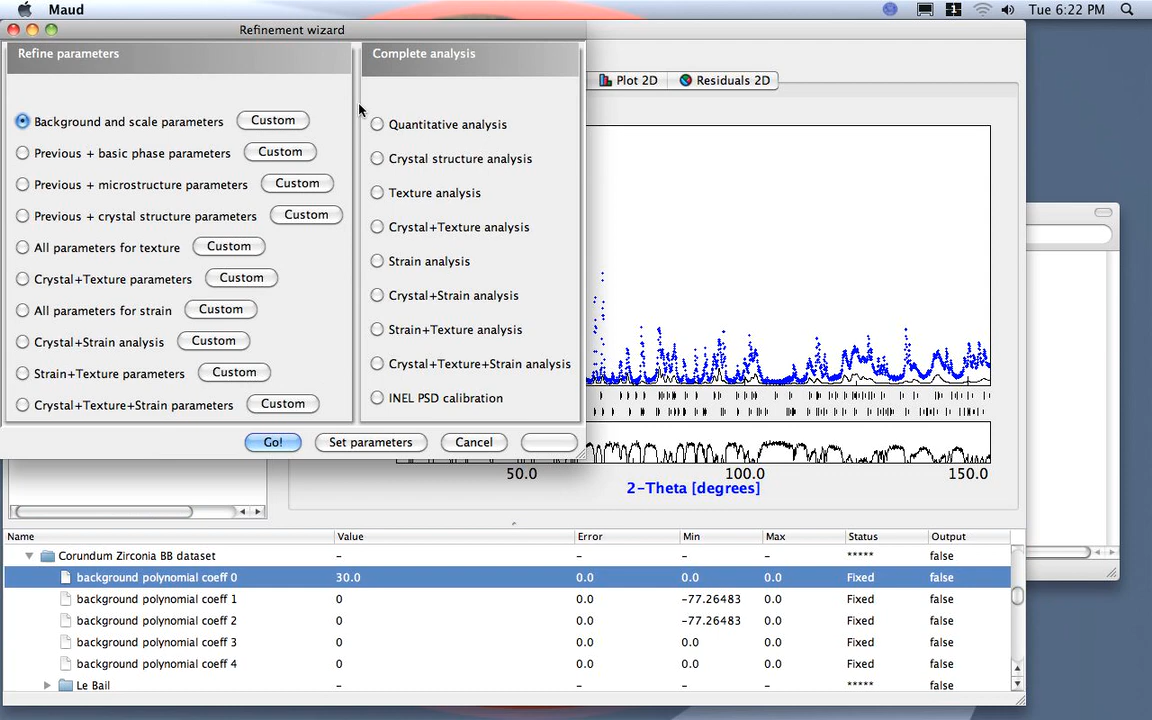 Maud
1
Tue 6:22 PM
Refinement wizard
Refine parameters
Complete analysis
Plot 2D
Residuals 2D
Background and scale parameters
Custom
Quantitative analysis
Previous + basic phase parameters
Custom
Crystal structure analysis
Previous + microstructure parameters
Custom
Texture analysis
Previous + crystal structure parameters
Custom
Crystal+Texture analysis
All parameters for texture
Custom
Strain analysis
Crystal+Texture parameters
Custom
Crystal+Strain analysis
All parameters for strain
Custom
Strain+Texture analysis
Crystal+Strain analysis
Custom
Crystal+Texture+Strain analysis
Strain+Texture parameters
Custom
INEL PSD calibration
Crystal+Texture+Strain parameters
Custom
Go!
Set parameters
Cancel
50.0
100.0
150.0
2-Theta [degrees]
Name Value Error Min Max Status Output
Corundum Zirconia BB dataset – – – – ***** false
background polynomial coeff 0 30.0 0.0 0.0 0.0 Fixed false
background polynomial coeff 1 0 0.0 -77.26483 0.0 Fixed false
background polynomial coeff 2 0 0.0 -77.26483 0.0 Fixed false
background polynomial coeff 3 0 0.0 0.0 0.0 Fixed false
background polynomial coeff 4 0 0.0 0.0 0.0 Fixed false
Le Bail – – – – ***** false